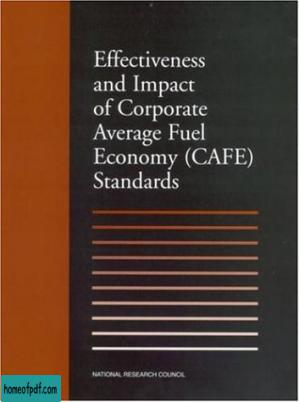 Effectiveness
and Impact
of Corporate
Average Fuel
Economy (CAFE)
Standards
NATIONAL RESEARCH COUNCIL
homeofpdf.com